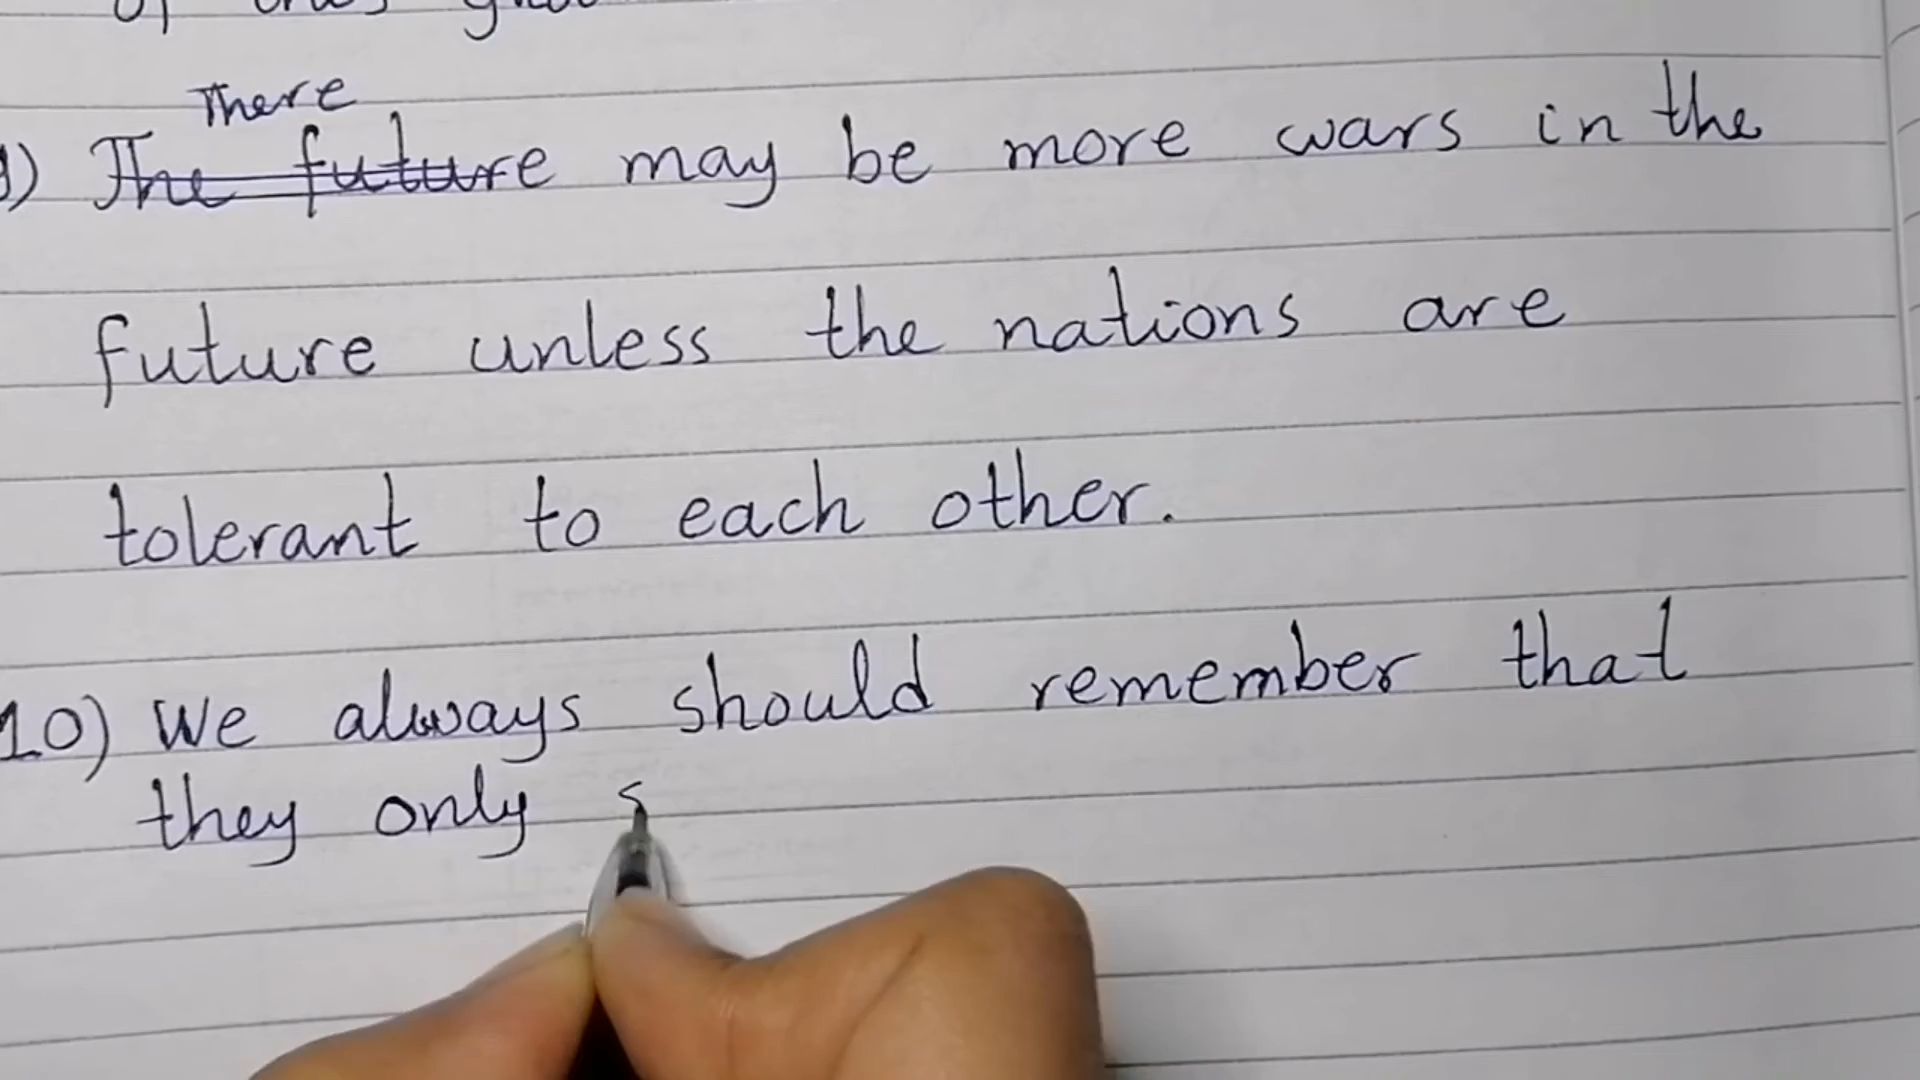 There
The future may be more wars in the
future unless the nations are
tolerant to each other.
10) We always should remember that
they only s